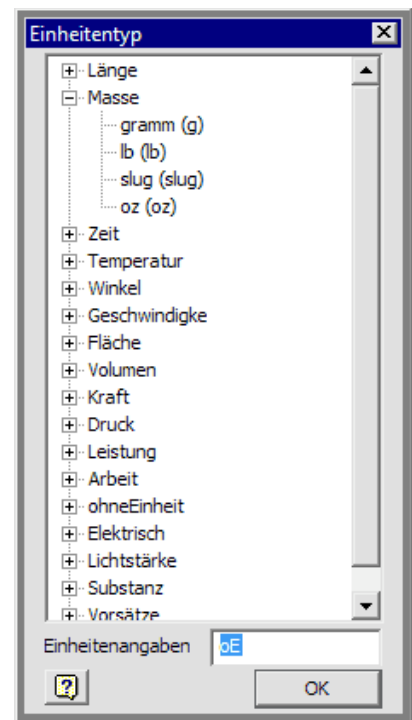 Einheitentyp
Länge
Masse
gramm (g)
lb (lb)
slug (slug)
oz (oz)
Zeit
Temperatur
Winkel
Geschwindigke
Fläche
Volumen
Kraft
Druck
Leistung
Arbeit
ohneEinheit
Elektrisch
Lichtstärke
Substanz
Vorsätze
Einheitenangaben oE
OK